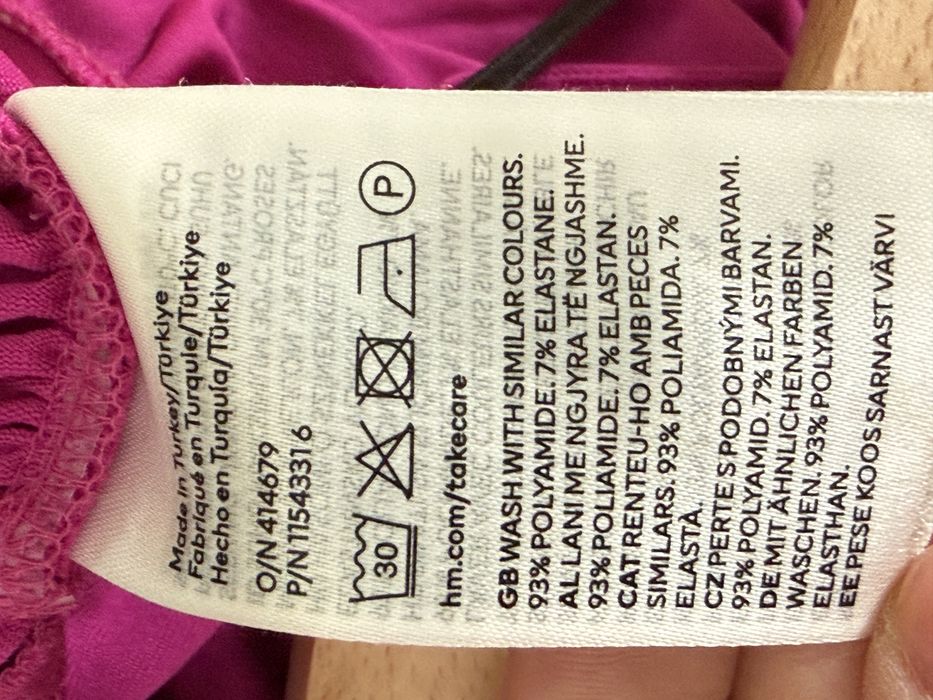 Made in Turkey/Türkiye
Fabriqué en Turquie/Türkiye
Hecho en Turquía/Türkiye
O/N 414679
P/N 11543316
30
P
hm.com/takecare
GB WASH WITH SIMILAR COLOURS.
93% POLYAMIDE. 7% ELASTANE.
AL LANI ME NGJYRA TË NGJASHME.
93% POLIAMIDE. 7% ELASTAN.
CAT RENTEU-HO AMB PECES
SIMILARS. 93% POLIAMIDA. 7%
ELASTÀ.
CZ PERTE S PODOBNÝMI BARVAMI.
93% POLYAMID. 7% ELASTAN.
DE MIT ÄHNLICHEN FARBEN
WASCHEN. 93% POLYAMID. 7%
ELASTHAN.
EE PESE KOOS SARNAST VÄRVI